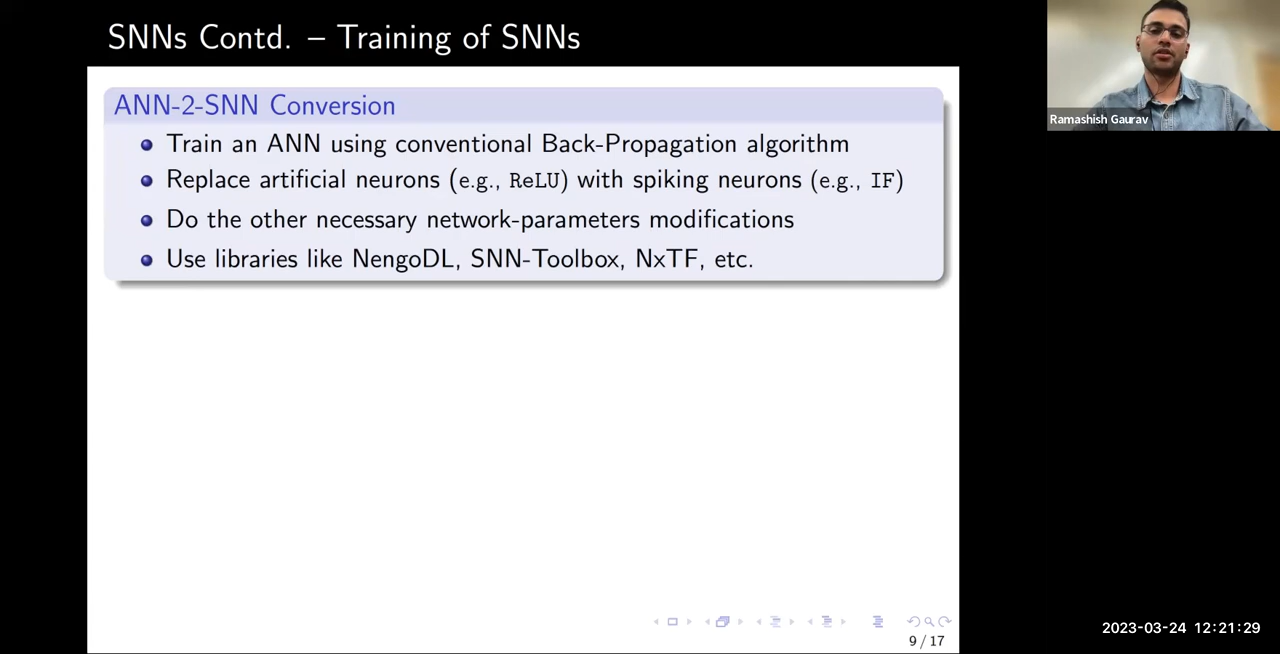 SNNs Contd. – Training of SNNs
Ramashish Gaurav
ANN-2-SNN Conversion
Train an ANN using conventional Back-Propagation algorithm
Replace artificial neurons (e.g., ReLU) with spiking neurons (e.g., IF)
Do the other necessary network-parameters modifications
Use libraries like NengoDL, SNN-Toolbox, NxTF, etc.
9 / 17
2023-03-24 12:21:29